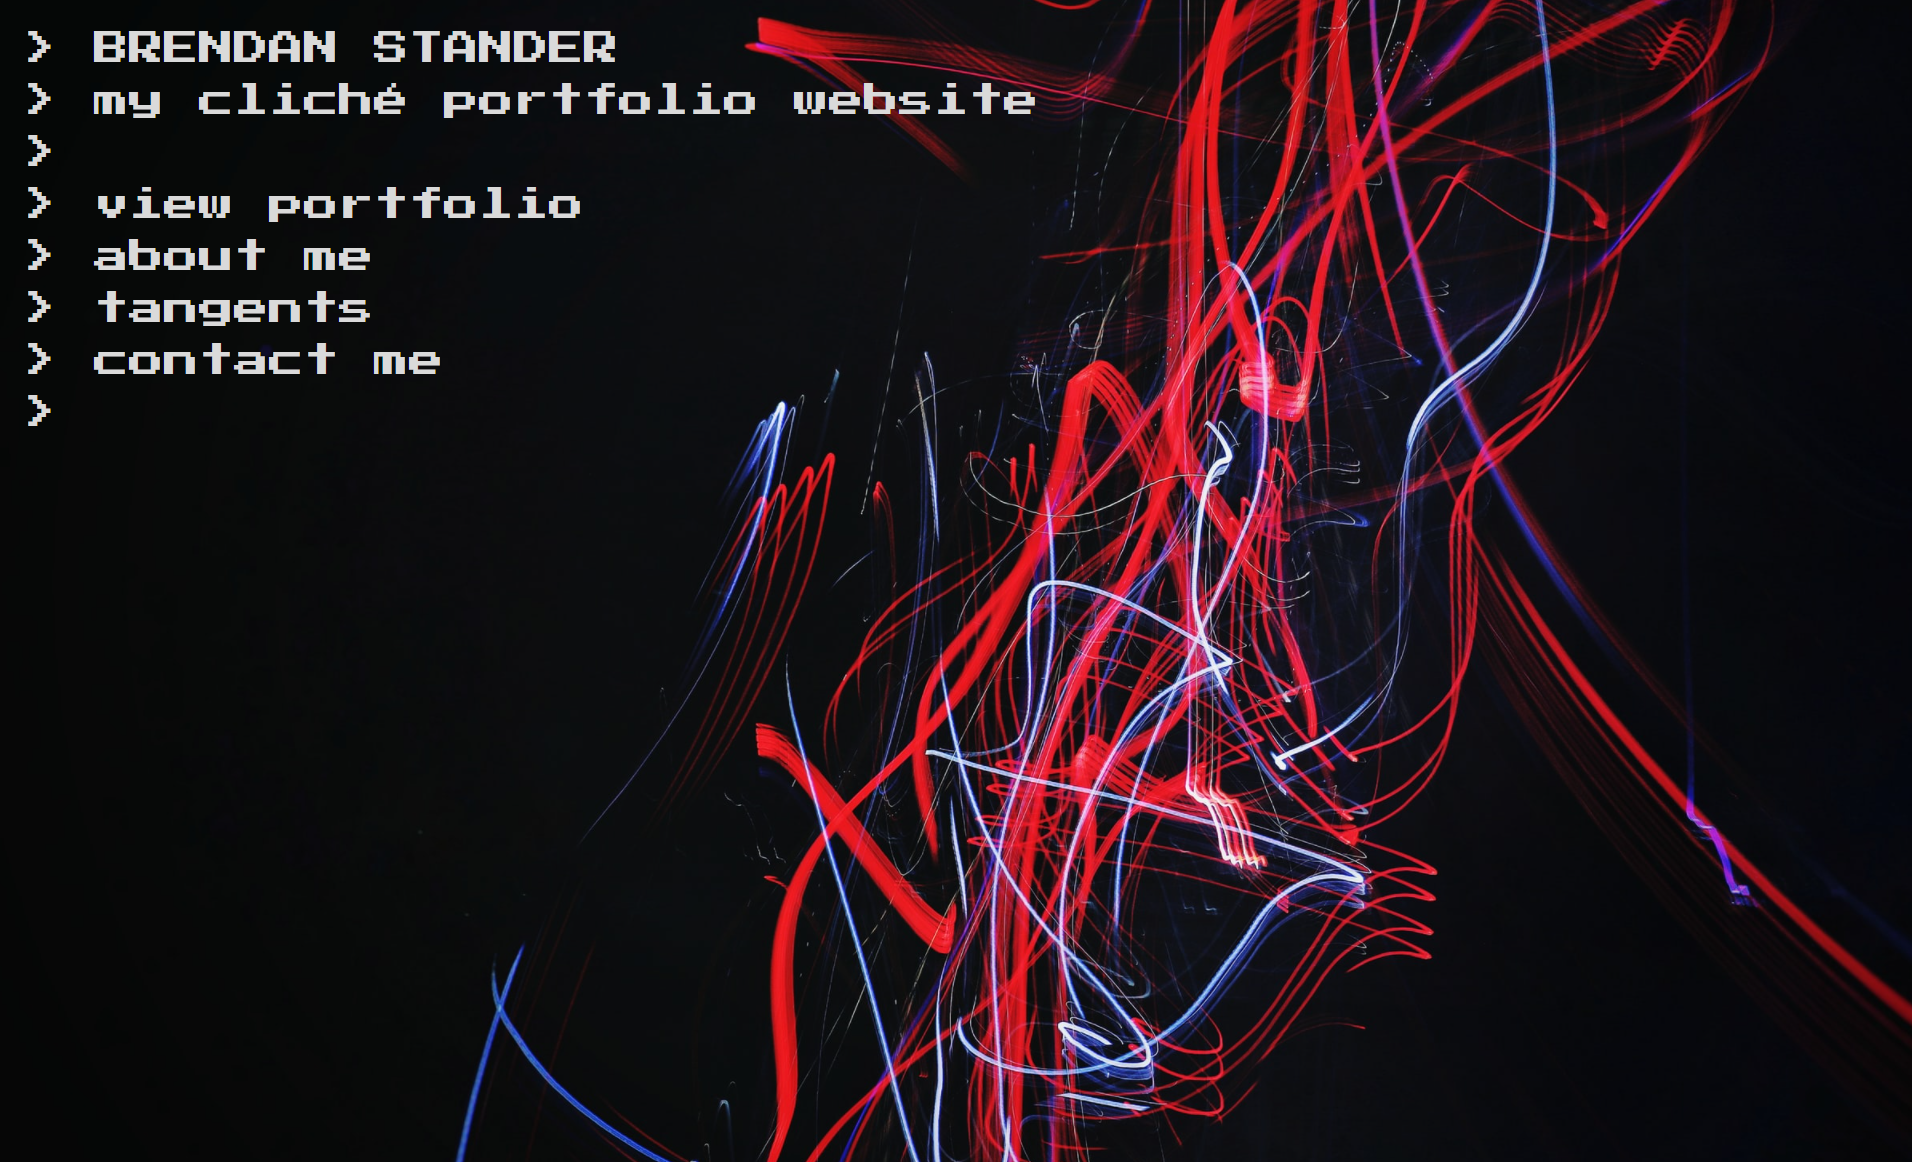 > BRENDAN STANDER
> my cliché portfolio website
>
> view portfolio
> about me
> tangents
> contact me
>